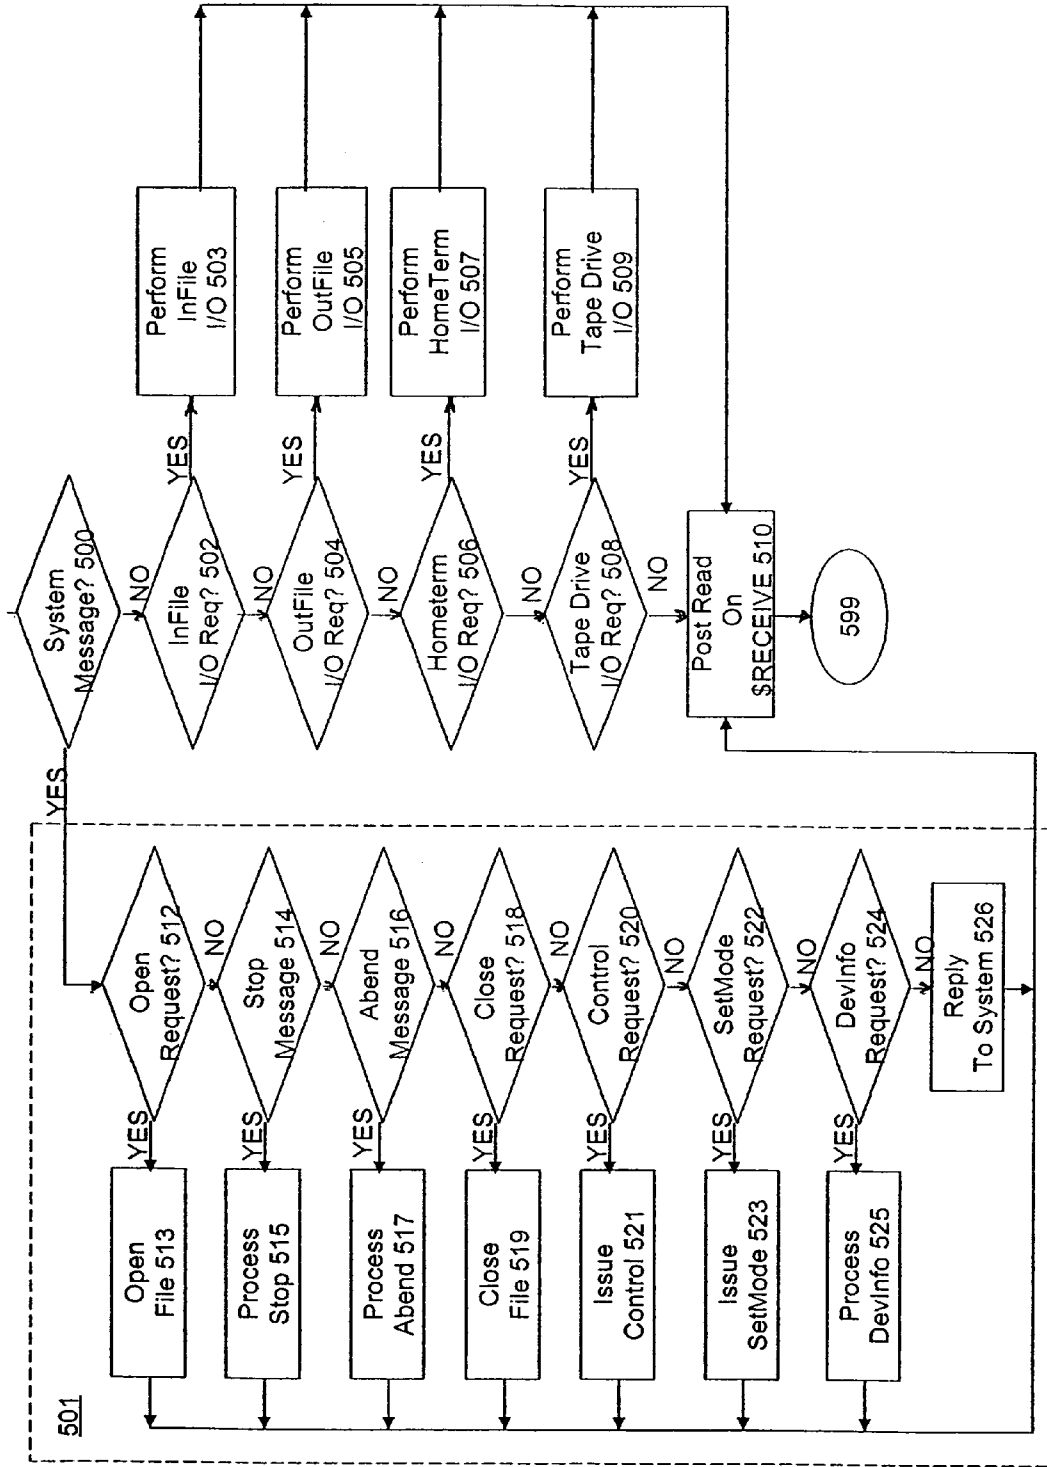 501
YES
System
Message? 500
NO
Open
Request? 512
YES
Open
File 513
NO
Stop
Message 514
YES
Process
Stop 515
NO
Abend
Message 516
YES
Process
Abend 517
NO
Close
Request? 518
YES
Close
File 519
NO
Control
Request? 520
YES
Issue
Control 521
NO
SetMode
Request? 522
YES
Issue
SetMode 523
NO
DevInfo
Request? 524
YES
Process
DevInfo 525
NO
Reply
To System 526
InFile
I/O Req? 502
YES
Perform
InFile
I/O 503
NO
OutFile
I/O Req? 504
YES
Perform
OutFile
I/O 505
NO
Hometerm
I/O Req? 506
YES
Perform
HomeTerm
I/O 507
NO
Tape Drive
I/O Req? 508
YES
Perform
Tape Drive
I/O 509
NO
Post Read
On
$RECEIVE 510
599